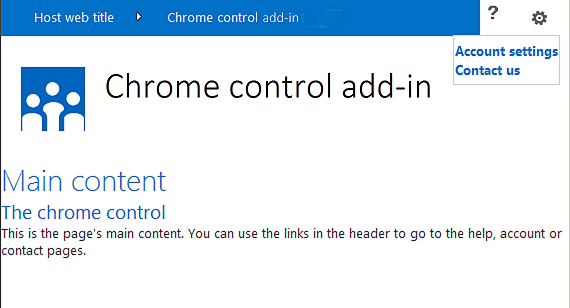 Host web title Chrome control add-in ?
Account settings
Contact us
Chrome control add-in
Main content
The chrome control
This is the page's main content. You can use the links in the header to go to the help, account or
contact pages.